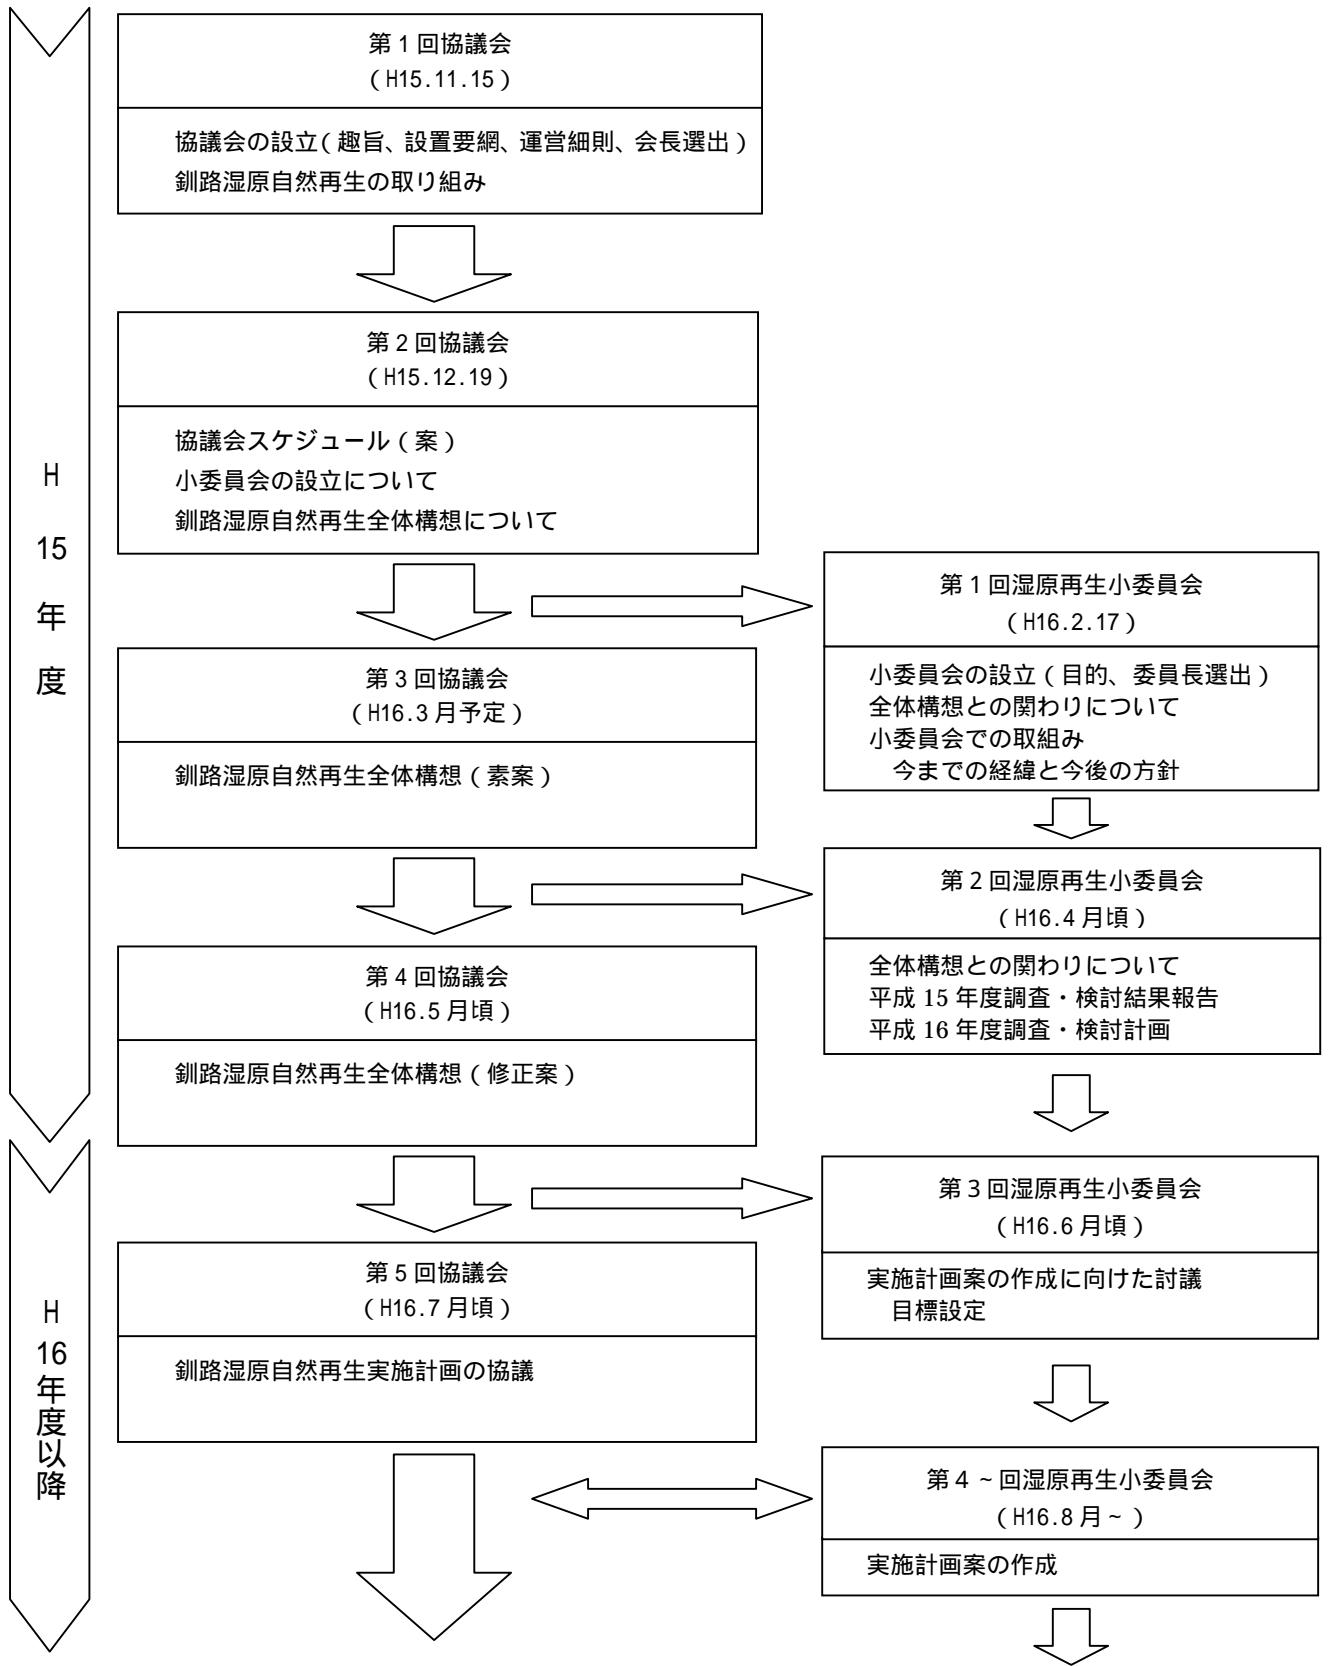 H
15
年
度
H
16
年
度
以
降
第1回協議会
(H15.11.15)
協議会の設立(趣旨、設置要網、運営細則、会長選出)
釧路湿原自然再生の取り組み
第2回協議会
(H15.12.19)
協議会スケジュール(案)
小委員会の設立について
釧路湿原自然再生全体構想について
第3回協議会
(H16.3月予定)
釧路湿原自然再生全体構想(素案)
第4回協議会
(H16.5月頃)
釧路湿原自然再生全体構想(修正案)
第5回協議会
(H16.7月頃)
釧路湿原自然再生実施計画の協議
第1回湿原再生小委員会
(H16.2.17)
小委員会の設立(目的、委員長選出)
全体構想との関わりについて
小委員会での取組み
今までの経緯と今後の方針
第2回湿原再生小委員会
(H16.4月頃)
全体構想との関わりについて
平成15年度調査・検討結果報告
平成16年度調査・検討計画
第3回湿原再生小委員会
(H16.6月頃)
実施計画案の作成に向けた討議
目標設定
第4~回湿原再生小委員会
(H16.8月~)
実施計画案の作成